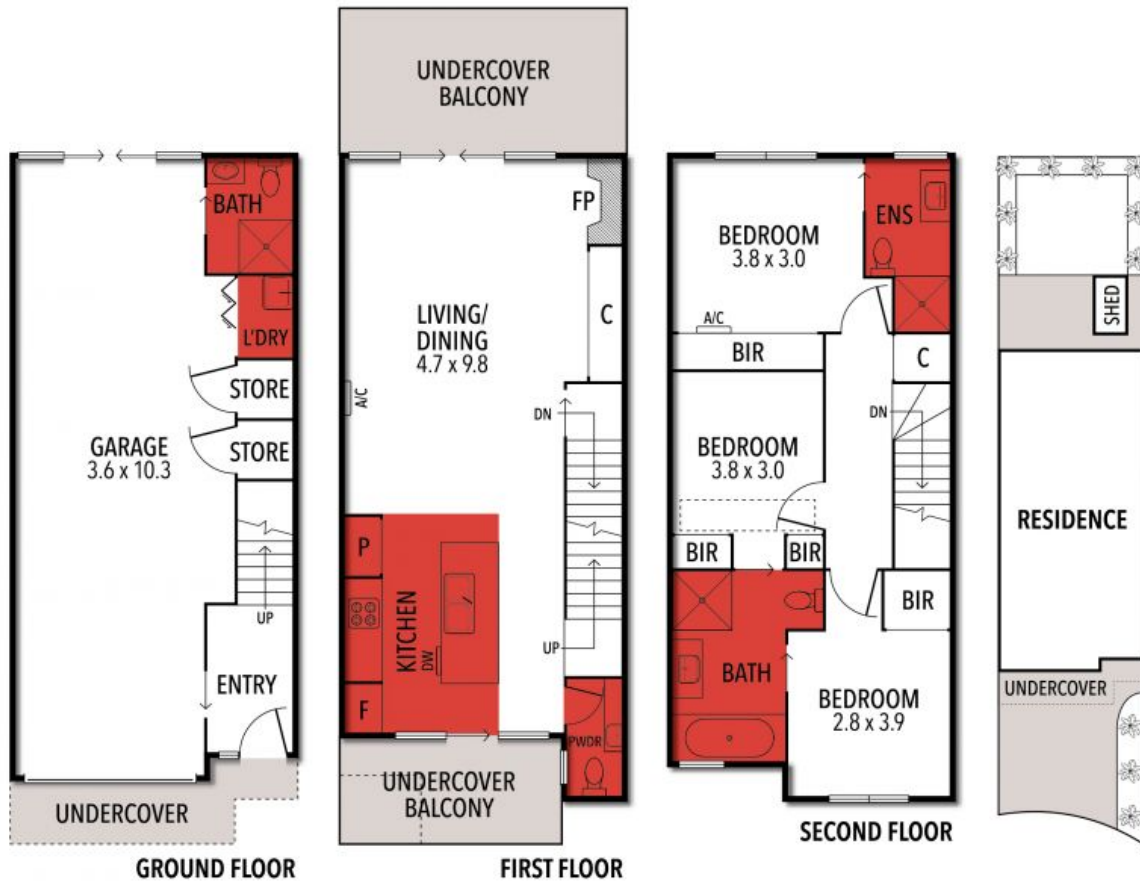 BATH
L'DRY
STORE
STORE
GARAGE
3.6 x 10.3
UP
ENTRY
UNDERCOVER
GROUND FLOOR
UNDERCOVER
BALCONY
FP
LIVING/
DINING
4.7 x 9.8
C
A/C
DN
P
KITCHEN
DW
UP
F
PWDR
UNDERCOVER
BALCONY
FIRST FLOOR
BEDROOM
3.8 x 3.0
ENS
A/C
BIR
C
DN
BEDROOM
3.8 x 3.0
BIR
BIR
BIR
BATH
BEDROOM
2.8 x 3.9
SECOND FLOOR
SHED
RESIDENCE
UNDERCOVER